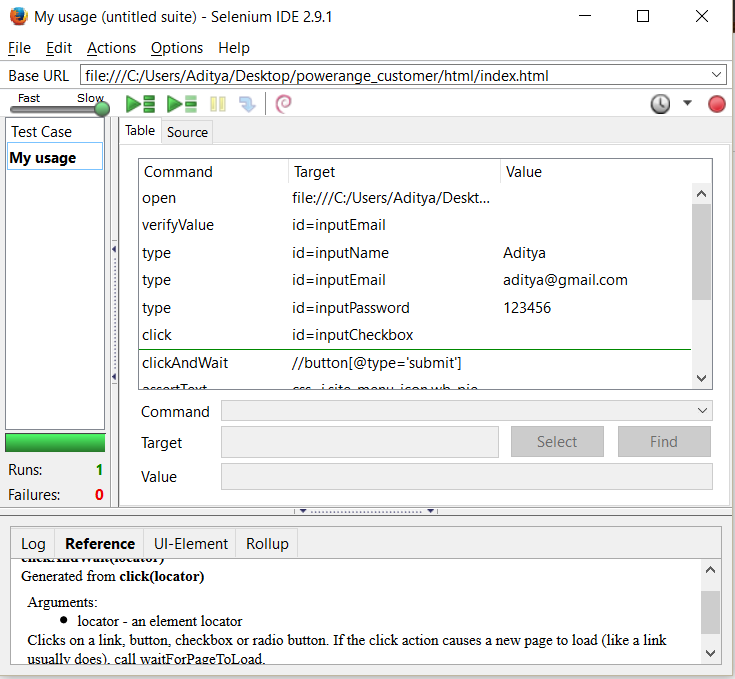 My usage (untitled suite) - Selenium IDE 2.9.1
File Edit Actions Options Help
Base URL file:///C:/Users/Aditya/Desktop/powerange_customer/html/index.html
Fast Slow
Test Case
My usage
Table Source
Command Target Value
open file:///C:/Users/Aditya/Deskt...
verifyValue id=inputEmail
type id=inputName Aditya
type id=inputEmail aditya@gmail.com
type id=inputPassword 123456
click id=inputCheckbox
clickAndWait //button[@type='submit']
assertText
Command
Target Select Find
Value
Runs: 1
Failures: 0
Log Reference UI-Element Rollup
clickAndWait(locator)
Generated from click(locator)
Arguments:
● locator - an element locator
Clicks on a link, button, checkbox or radio button. If the click action causes a new page to load (like a link
usually does), call waitForPageToLoad.